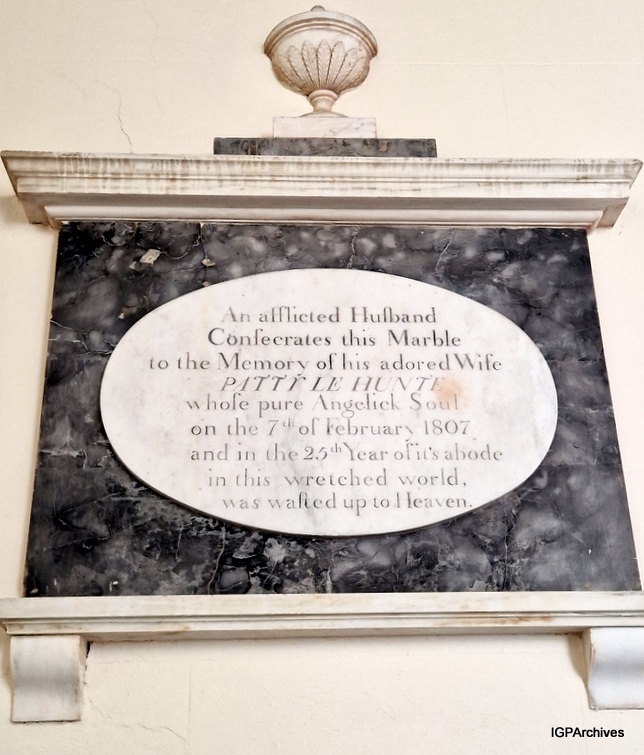 An afflicted Huſband
Conſecrates this Marble
to the Memory of his adored Wife
PATTY LE HUNTE
whoſe pure Angelick Soul
on the 7th of February 1807
and in the 25th Year of it's abode
in this wretched world,
was wafted up to Heaven.
IGPArchives